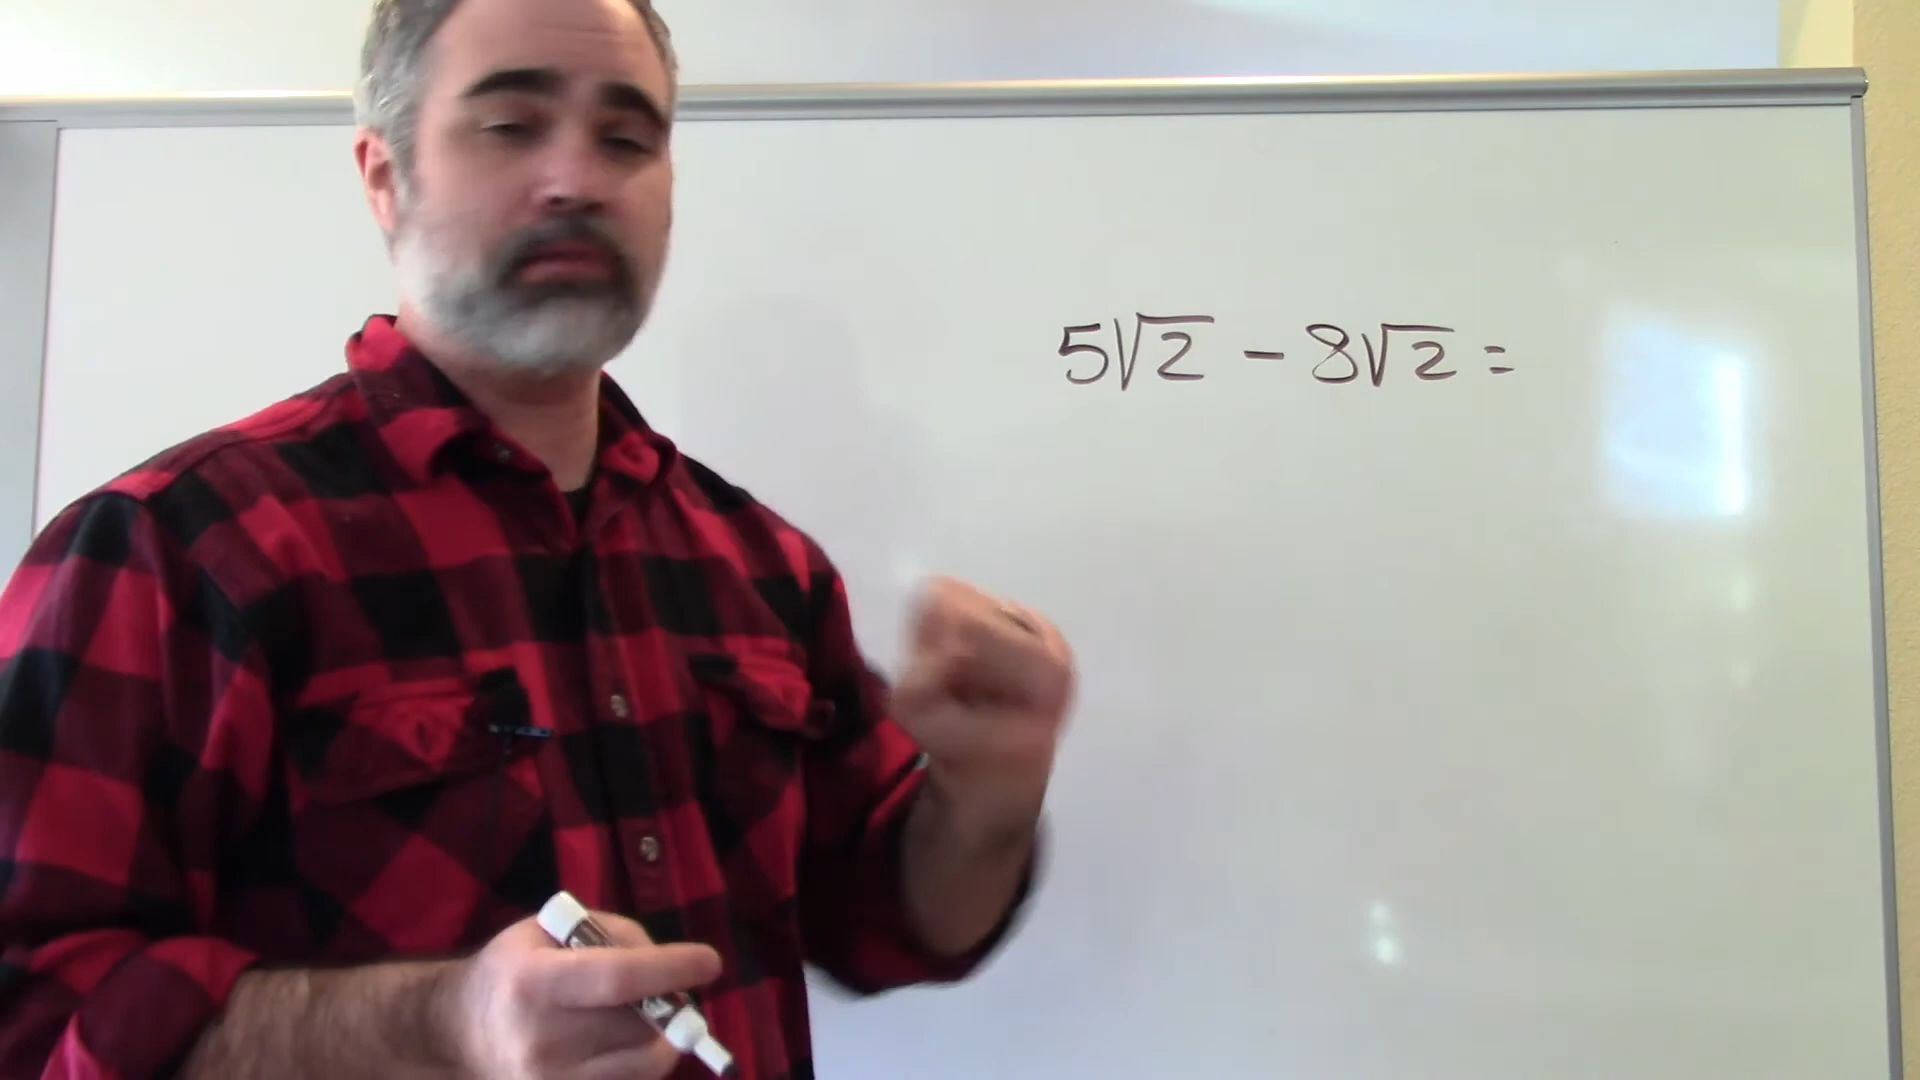 5√2 - 8√2 =